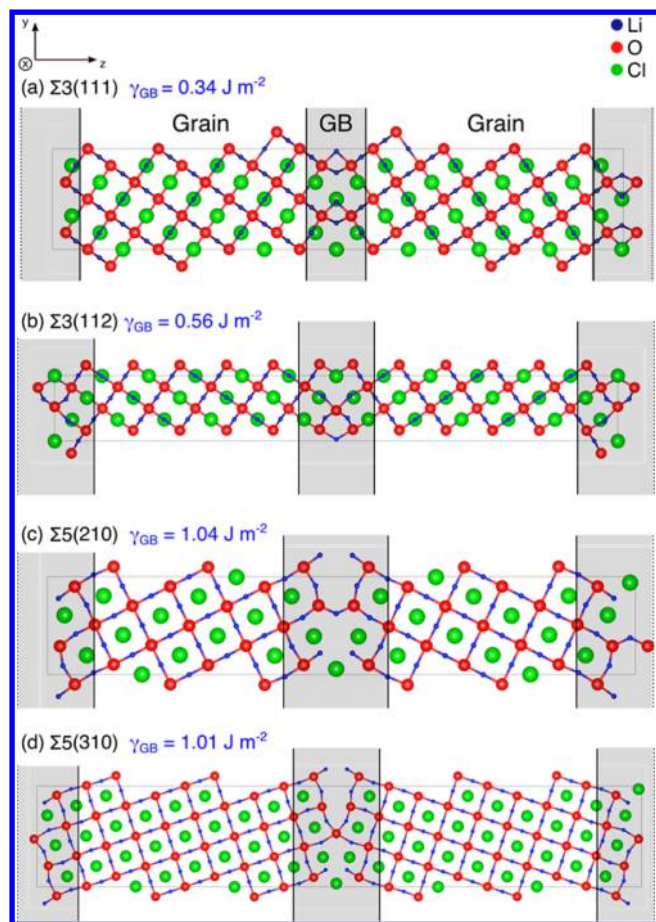 y
x
z
Li
O
Cl
(a) Σ3(111) γGB = 0.34 J m-2
Grain GB Grain
(b) Σ3(112) γGB = 0.56 J m-2
(c) Σ5(210) γGB = 1.04 J m-2
(d) Σ5(310) γGB = 1.01 J m-2